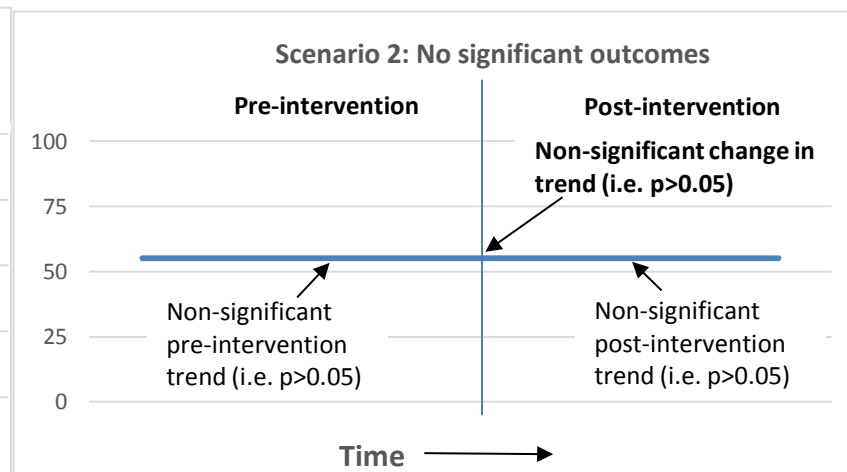 Scenario 2: No significant outcomes
Pre-intervention
Post-intervention
Non-significant change in
trend (i.e. p>0.05)
100
75
50
25
0
Non-significant
pre-intervention
trend (i.e. p>0.05)
Non-significant
post-intervention
trend (i.e. p>0.05)
Time